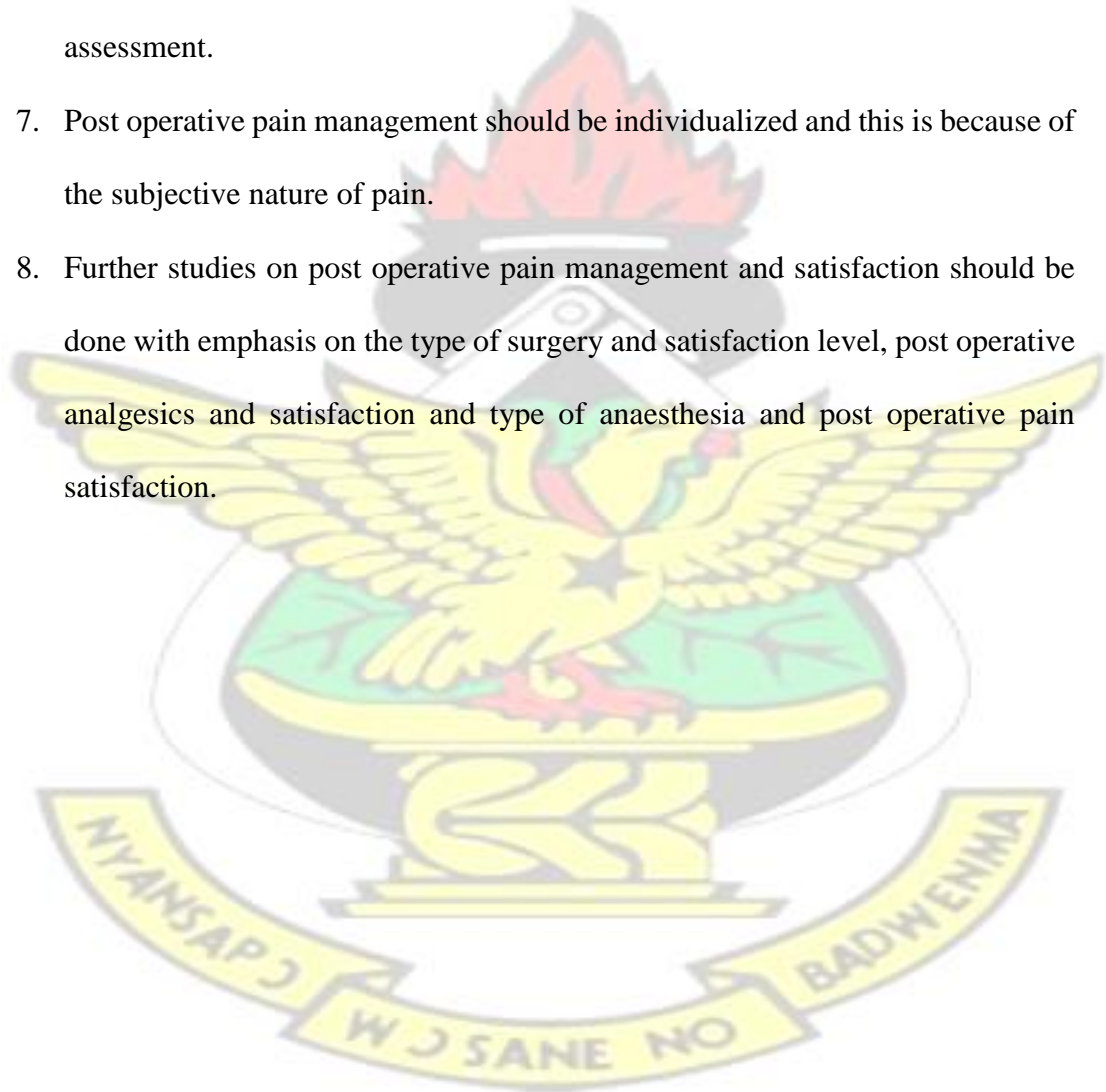 assessment.
7. Post operative pain management should be individualized and this is because of
the subjective nature of pain.
8. Further studies on post operative pain management and satisfaction should be
done with emphasis on the type of surgery and satisfaction level, post operative
analgesics and satisfaction and type of anaesthesia and post operative pain
satisfaction.
NYANSAPƆ WƆ SANE NO BADWENMA